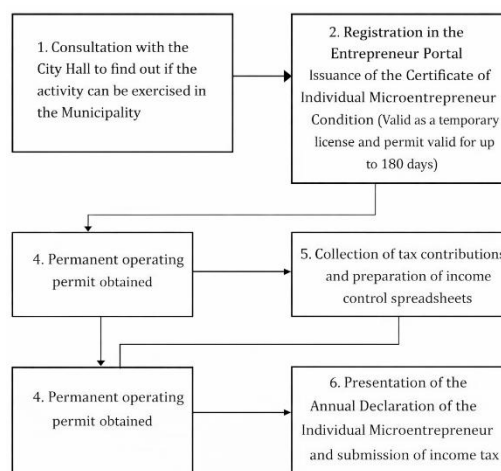 1. Consultation with the
City Hall to find out if the
activity can be exercised in
the Municipality
2. Registration in the
Entrepreneur Portal
Issuance of the Certificate of
Individual Microentrepreneur
Condition (Valid as a temporary
license and permit valid for up
to 180 days)
4. Permanent operating
permit obtained
5. Collection of tax contributions
and preparation of income
control spreadsheets
4. Permanent operating
permit obtained
6. Presentation of the
Annual Declaration of the
Individual Microentrepreneur
and submission of income tax